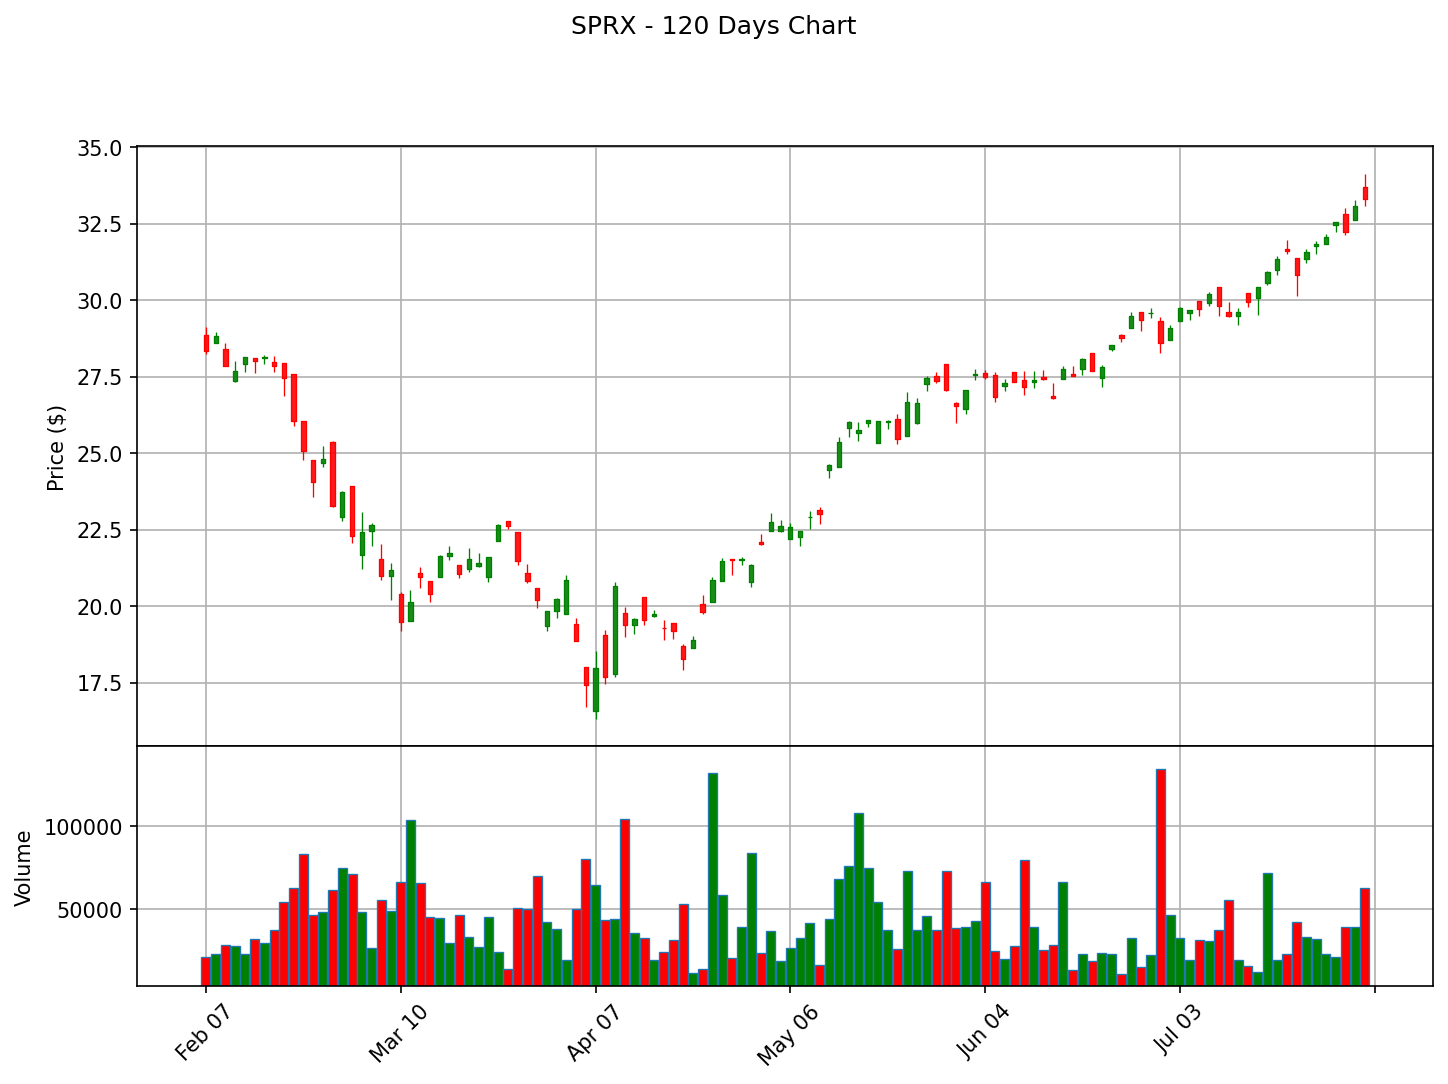 SPRX - 120 Days Chart
35.0
32.5
30.0
27.5
25.0
22.5
20.0
17.5
Price ($)
100000
50000
Volume
Feb 07
Mar 10
Apr 07
May 06
Jun 04
Jul 03